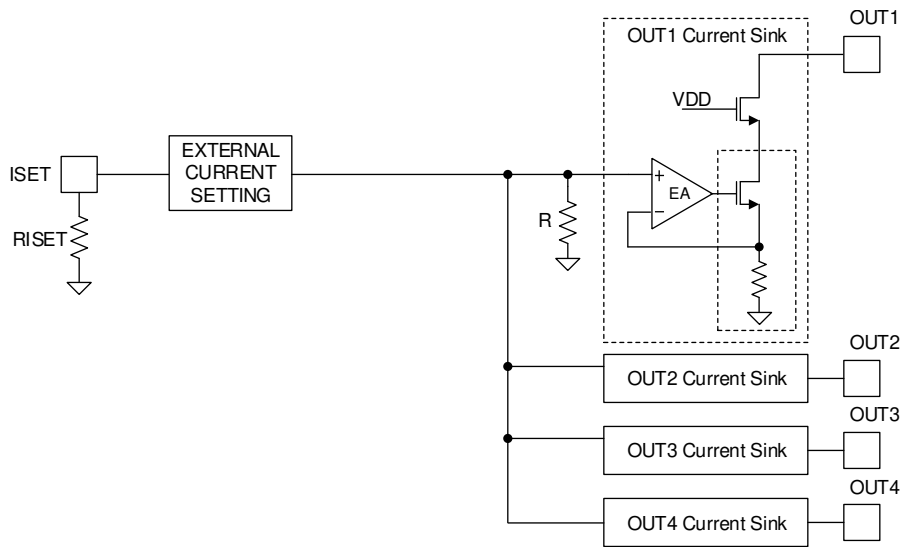 OUT1
OUT1 Current Sink
VDD
EXTERNAL
CURRENT
SETTING
ISET
+
EA
−
RISET
R
OUT2
OUT2 Current Sink
OUT3
OUT3 Current Sink
OUT4
OUT4 Current Sink